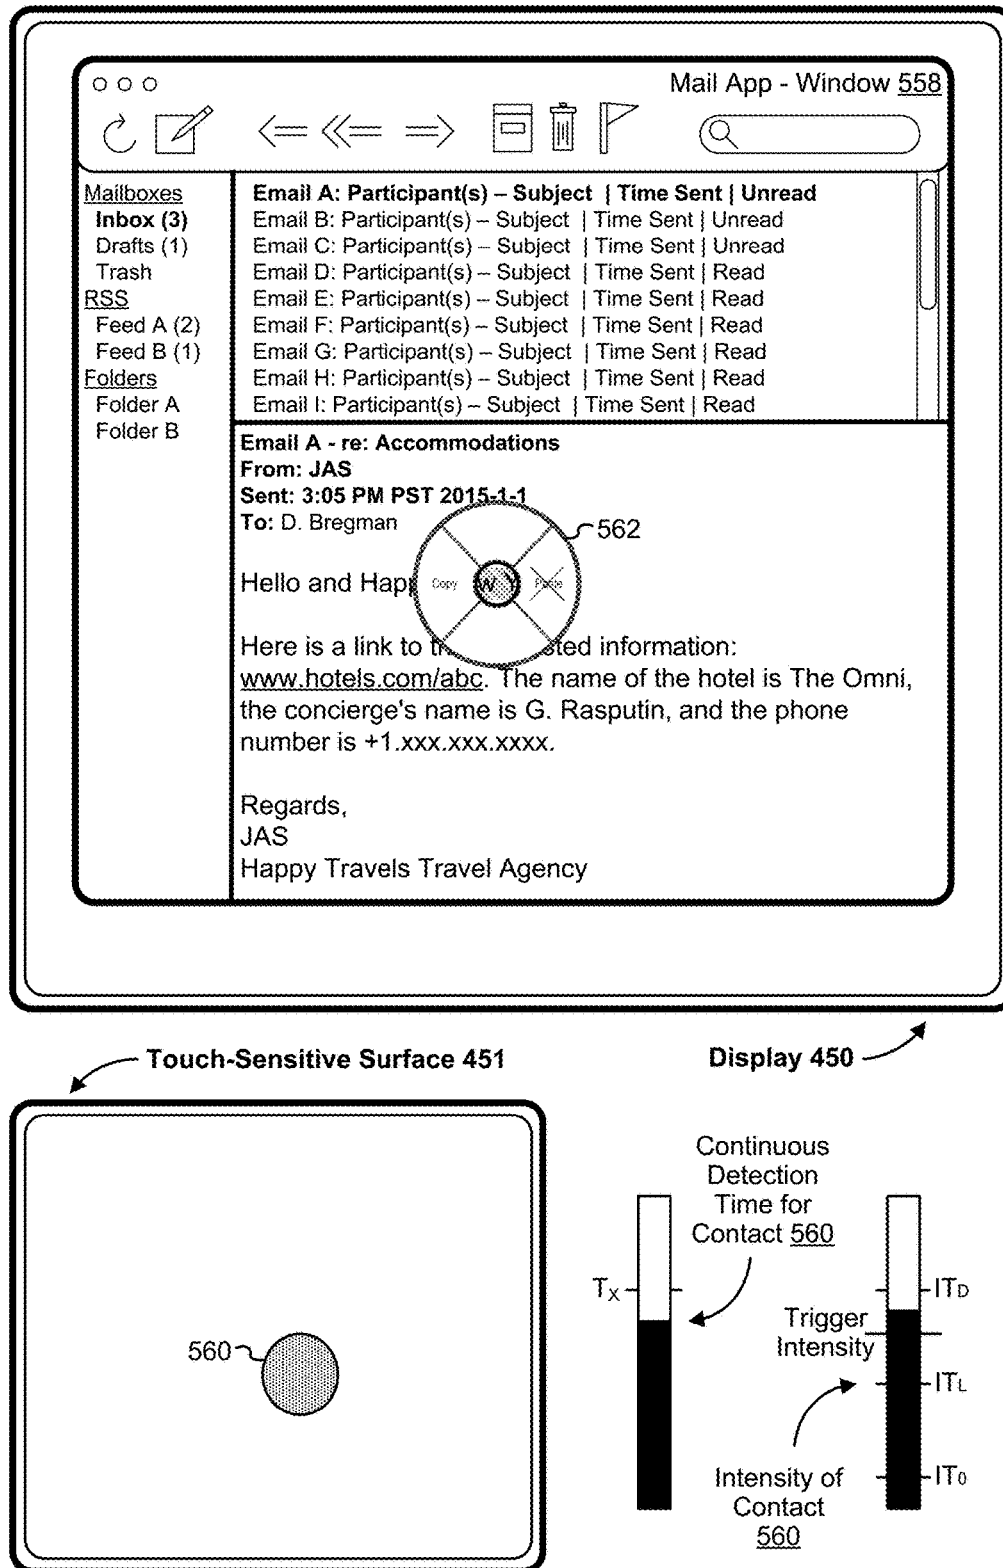 Mail App - Window 558
Mailboxes
Inbox (3)
Drafts (1)
Trash
RSS
Feed A (2)
Feed B (1)
Folders
Folder A
Folder B
Email A: Participant(s) – Subject | Time Sent | Unread
Email B: Participant(s) – Subject | Time Sent | Unread
Email C: Participant(s) – Subject | Time Sent | Unread
Email D: Participant(s) – Subject | Time Sent | Read
Email E: Participant(s) – Subject | Time Sent | Read
Email F: Participant(s) – Subject | Time Sent | Read
Email G: Participant(s) – Subject | Time Sent | Read
Email H: Participant(s) – Subject | Time Sent | Read
Email I: Participant(s) – Subject | Time Sent | Read
Email A - re: Accommodations
From: JAS
Sent: 3:05 PM PST 2015-1-1
To: D. Bregman
562
Copy
W Y
Paste
Hello and Happ
Here is a link to th sted information:
www.hotels.com/abc. The name of the hotel is The Omni,
the concierge's name is G. Rasputin, and the phone
number is +1.xxx.xxx.xxxx.
Regards,
JAS
Happy Travels Travel Agency
Touch-Sensitive Surface 451
Display 450
560
Continuous
Detection
Time for
Contact 560
TX
ITD
Trigger
Intensity
ITL
IT0
Intensity of
Contact
560